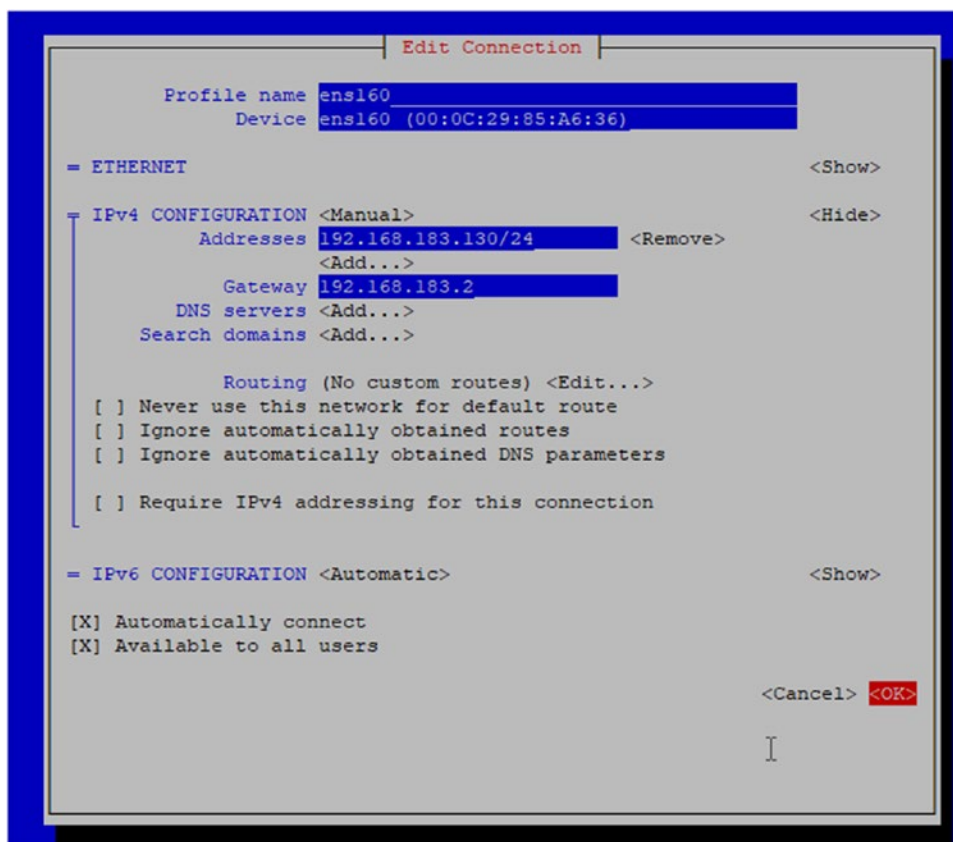 Edit Connection
Profile name ens160
Device ens160 (00:0C:29:85:A6:36)
= ETHERNET <Show>
IPv4 CONFIGURATION <Manual> <Hide>
Addresses 192.168.183.130/24 <Remove>
<Add...>
Gateway 192.168.183.2
DNS servers <Add...>
Search domains <Add...>
Routing (No custom routes) <Edit...>
[ ] Never use this network for default route
[ ] Ignore automatically obtained routes
[ ] Ignore automatically obtained DNS parameters
[ ] Require IPv4 addressing for this connection
= IPv6 CONFIGURATION <Automatic> <Show>
[X] Automatically connect
[X] Available to all users
<Cancel> <OK>